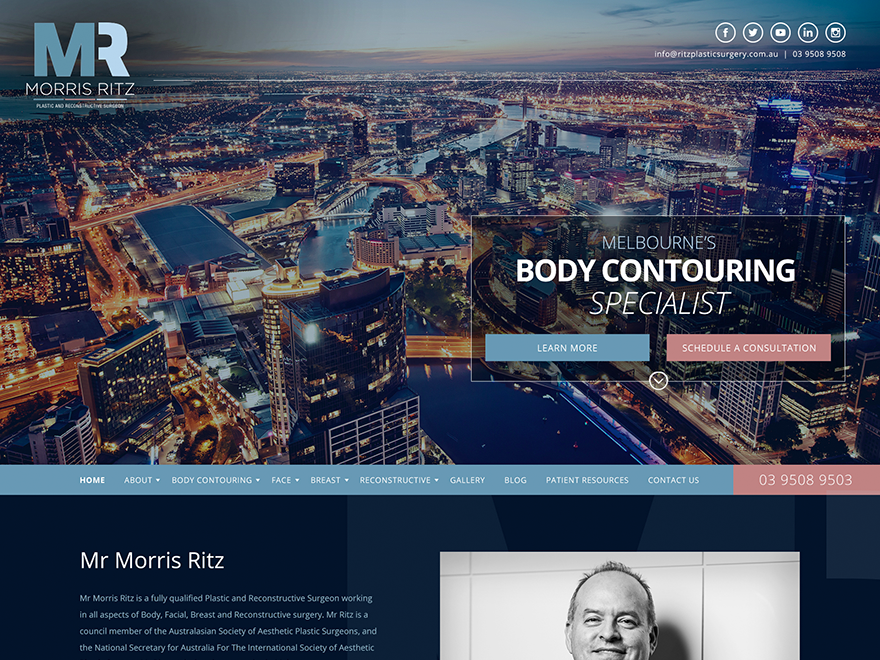 MR
MORRIS RITZ
PLASTIC AND RECONSTRUCTIVE SURGEON
info@ritzplasticsurgery.com.au | 03 9508 9508
MELBOURNE'S
BODY CONTOURING
SPECIALIST
LEARN MORE
SCHEDULE A CONSULTATION
HOME ABOUT BODY CONTOURING FACE BREAST RECONSTRUCTIVE GALLERY BLOG PATIENT RESOURCES CONTACT US 03 9508 9503
Mr Morris Ritz
Mr Morris Ritz is a fully qualified Plastic and Reconstructive Surgeon working
in all aspects of Body, Facial, Breast and Reconstructive surgery. Mr Ritz is a
council member of the Australasian Society of Aesthetic Plastic Surgeons, and
the National Secretary for Australia For The International Society of Aesthetic